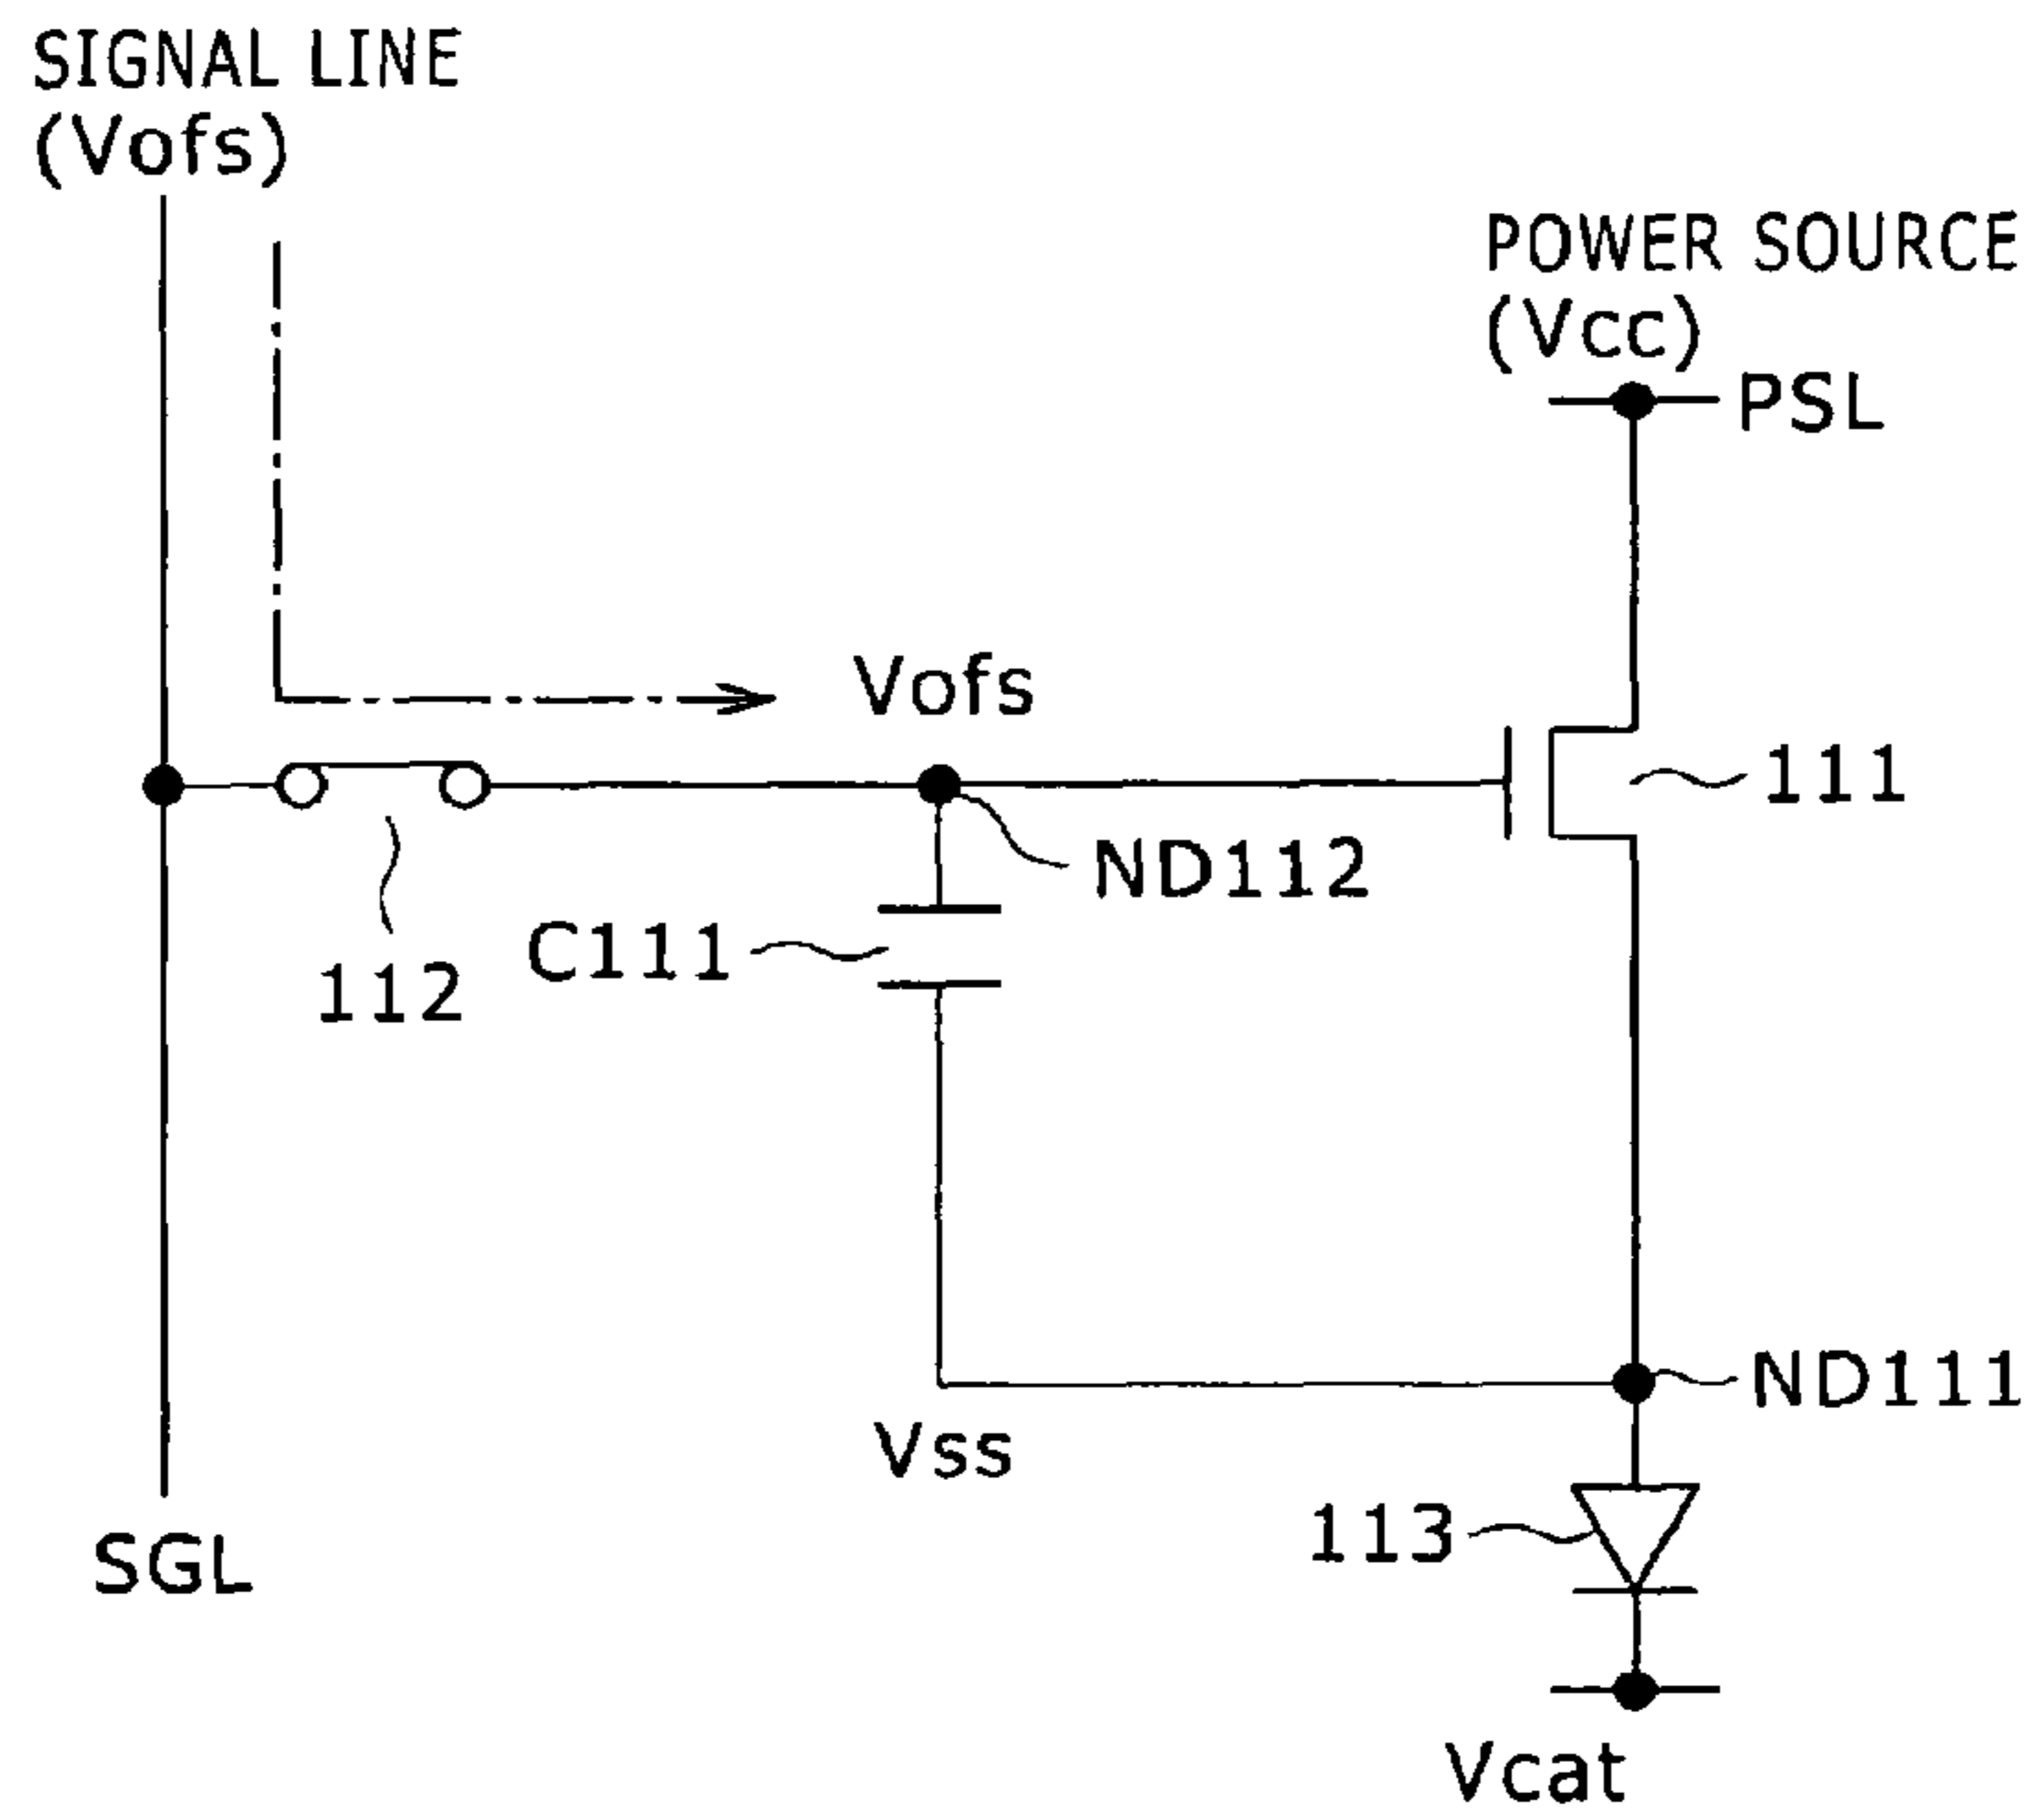 SIGNAL LINE
(Vofs)
POWER SOURCE
(Vcc)
PSL
Vofs
111
ND112
C111
112
ND111
Vss
113
SGL
Vcat